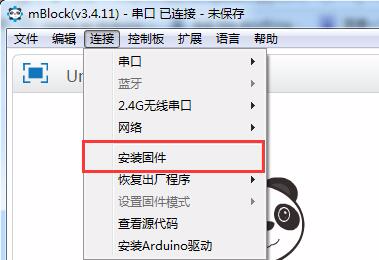 mBlock(v3.4.11) - 串口 已连接 - 未保存
文件 编辑 连接 控制板 扩展 语言 帮助
Un
串口
蓝牙
2.4G无线串口
网络
安装固件
恢复出厂程序
设置固件模式
查看源代码
安装Arduino驱动